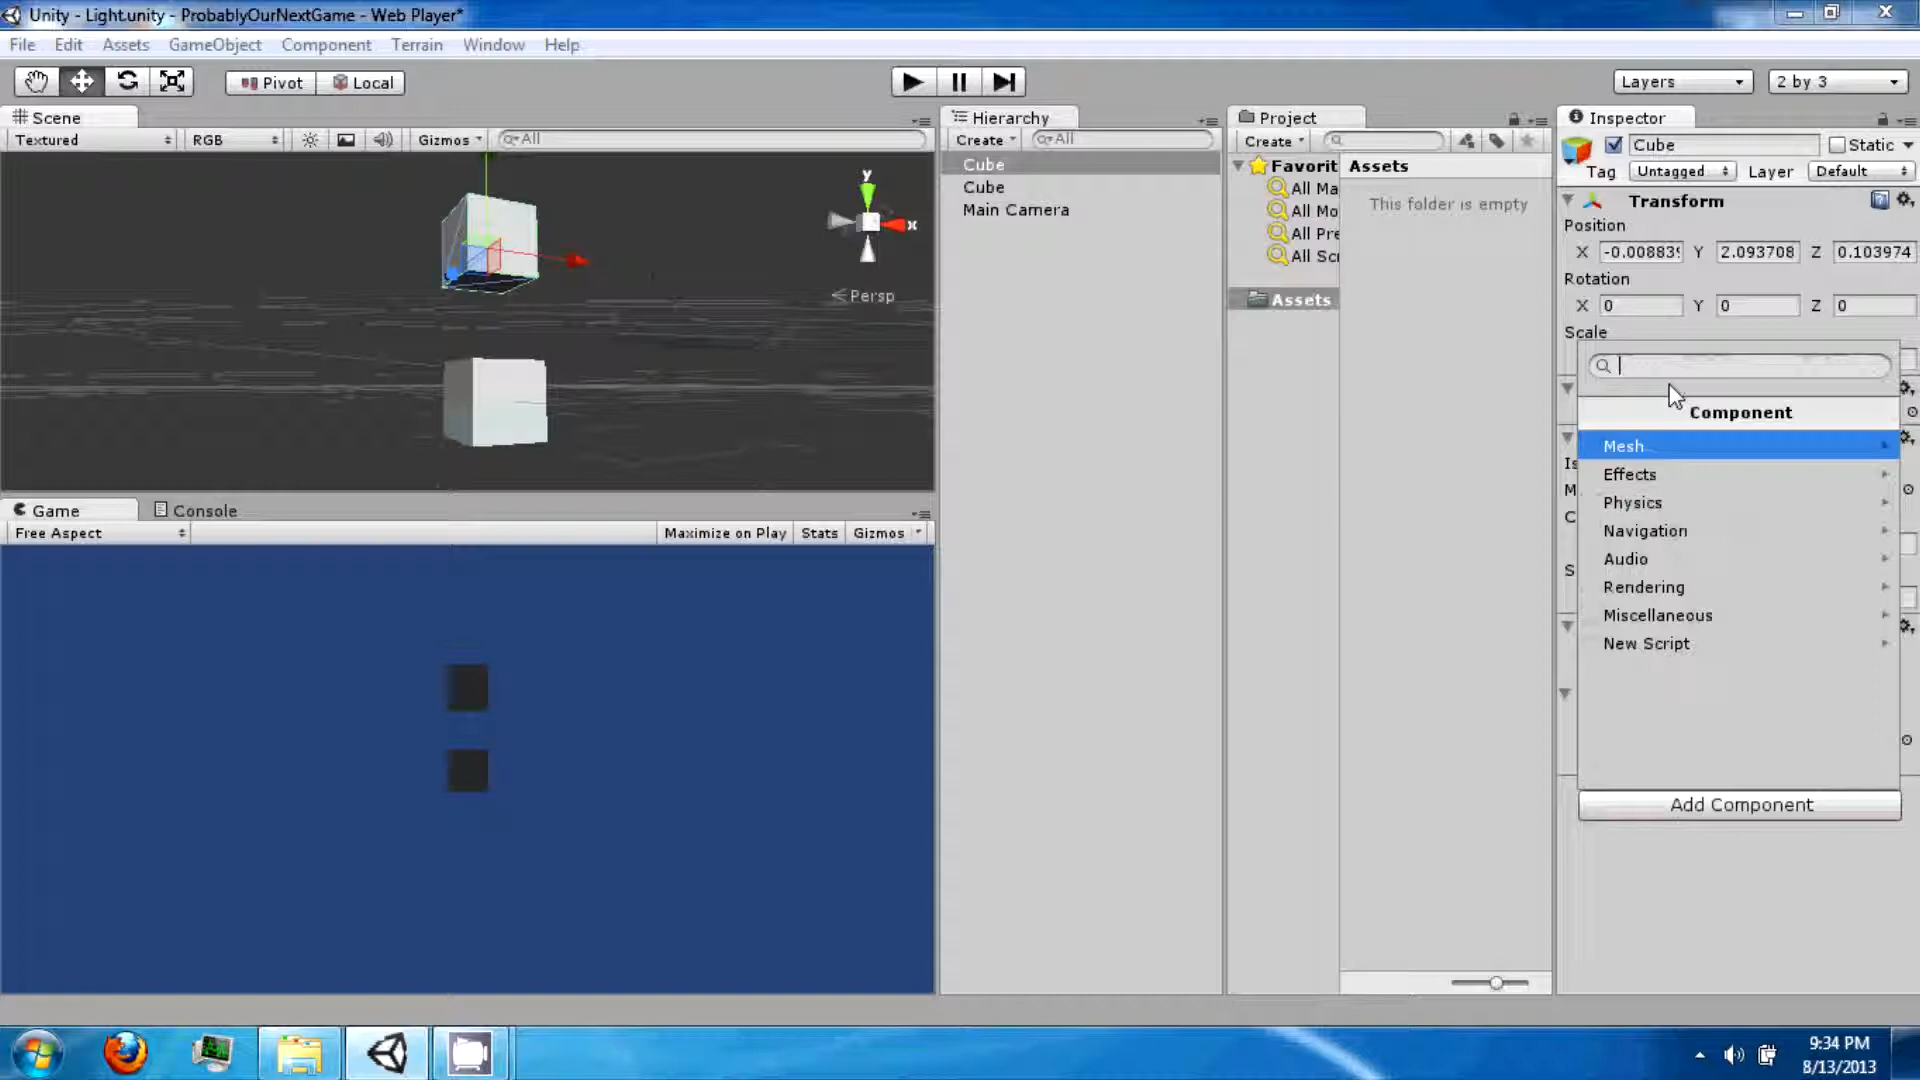 Unity - Light.unity - ProbablyOurNextGame - Web Player*
File Edit Assets GameObject Component Terrain Window Help
Pivot Local Layers 2 by 3
Scene
Textured RGB Gizmos All
Persp
y
x
Game Console
Free Aspect Maximize on Play Stats Gizmos
Hierarchy
Create All
Cube
Cube
Main Camera
Project
Create
Favorit
All Ma
All Mo
All Pre
All Scr
Assets
Assets
This folder is empty
Inspector
Cube Static
Tag Untagged Layer Default
Transform
Position
X -0.00883 Y 2.093708 Z 0.103974
Rotation
X 0 Y 0 Z 0
Scale
Component
Mesh
Effects
Physics
Navigation
Audio
Rendering
Miscellaneous
New Script
Is
M
C
S
Add Component
9:34 PM
8/13/2013